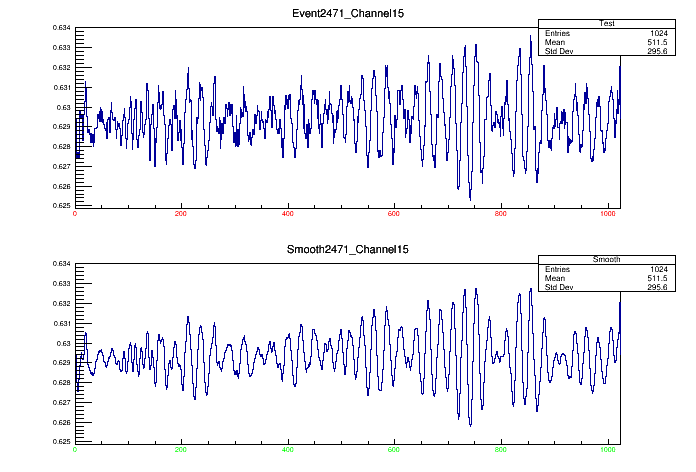 Event2471_Channel15
Test
Entries 1024
Mean 511.5
Std Dev 295.6
0.634
0.633
0.632
0.631
0.63
0.629
0.628
0.627
0.626
0.625
0 200 400 600 800 1000
Smooth2471_Channel15
Smooth
Entries 1024
Mean 511.5
Std Dev 295.6
0.634
0.633
0.632
0.631
0.63
0.629
0.628
0.627
0.626
0.625
0 200 400 600 800 1000